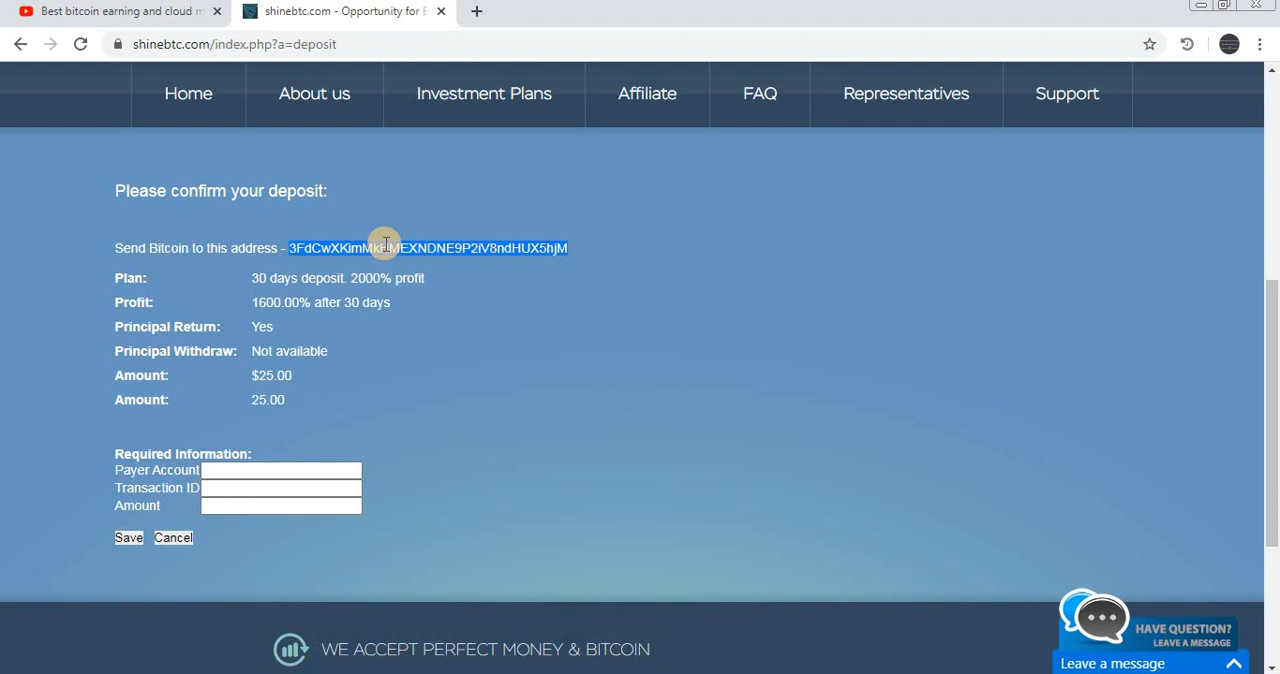 Best bitcoin earning and cloud m
shinebtc.com - Opportunity for E
shinebtc.com/index.php?a=deposit
Home About us Investment Plans Affiliate FAQ Representatives Support
Please confirm your deposit:
Send Bitcoin to this address - 3FdCwXKimMkHMEXNDNE9P2iV8ndHUX5hjM
Plan: 30 days deposit. 2000% profit
Profit: 1600.00% after 30 days
Principal Return: Yes
Principal Withdraw: Not available
Amount: $25.00
Amount: 25.00
Required Information:
Payer Account
Transaction ID
Amount
Save Cancel
HAVE QUESTION?
LEAVE A MESSAGE
WE ACCEPT PERFECT MONEY & BITCOIN
Leave a message